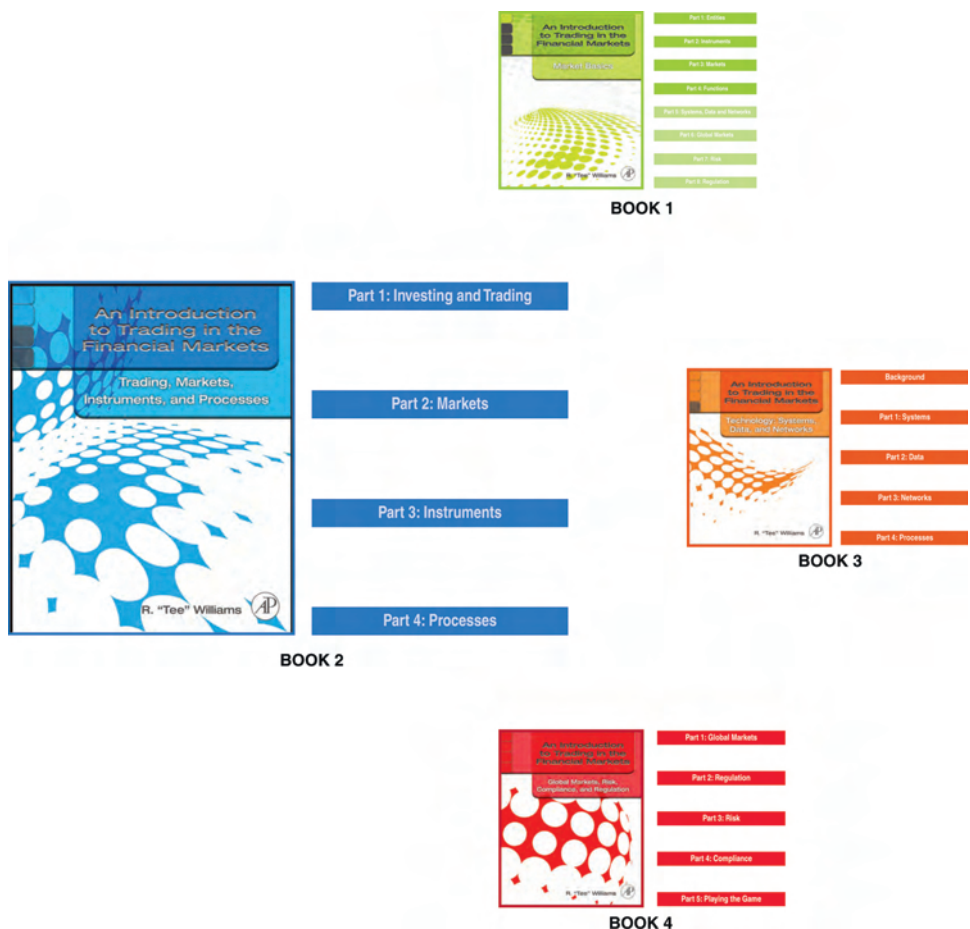 An Introduction
to Trading in the
Financial Markets
Market Basics
R. "Tee" Williams
AP
Part 1: Entities
Part 2: Instruments
Part 3: Markets
Part 4: Functions
Part 5: Systems, Data and Networks
Part 6: Global Markets
Part 7: Risk
Part 8: Regulation
BOOK 1
An Introduction
to Trading in the
Financial Markets
Trading, Markets,
Instruments, and Processes
R. "Tee" Williams
AP
Part 1: Investing and Trading
Part 2: Markets
Part 3: Instruments
Part 4: Processes
BOOK 2
An Introduction
to Trading in the
Financial Markets
Technology, Systems,
Data, and Networks
R. "Tee" Williams
AP
Background
Part 1: Systems
Part 2: Data
Part 3: Networks
Part 4: Processes
BOOK 3
An Introduction
to Trading in the
Financial Markets
Global Markets, Risk,
Compliance, and Regulation
R. "Tee" Williams
AP
Part 1: Global Markets
Part 2: Regulation
Part 3: Risk
Part 4: Compliance
Part 5: Playing the Game
BOOK 4